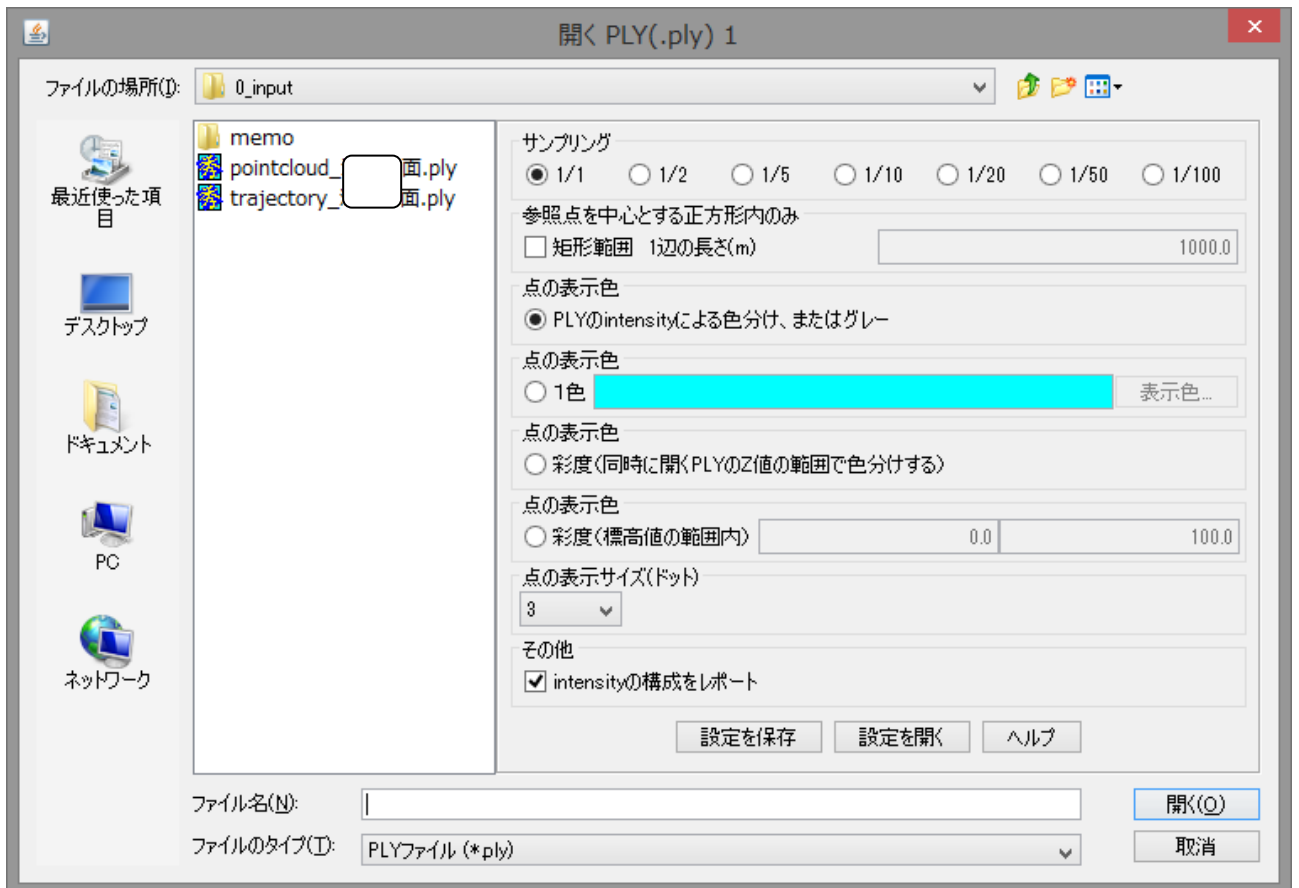 開く PLY(.ply) 1
ファイルの場所(I):
0_input
最近使った項目
デスクトップ
ドキュメント
PC
ネットワーク
memo
pointcloud_ 面.ply
trajectory_ 面.ply
サンプリング
1/1 1/2 1/5 1/10 1/20 1/50 1/100
参照点を中心とする正方形内のみ
矩形範囲 1辺の長さ(m) 1000.0
点の表示色
PLYのintensityによる色分け、またはグレー
点の表示色
1色 表示色...
点の表示色
彩度(同時に開くPLYのZ値の範囲で色分けする)
点の表示色
彩度(標高値の範囲内) 0.0 100.0
点の表示サイズ(ドット)
3
その他
intensityの構成をレポート
設定を保存 設定を開く ヘルプ
ファイル名(N): 開く(O)
ファイルのタイプ(T): PLYファイル (*ply) 取消